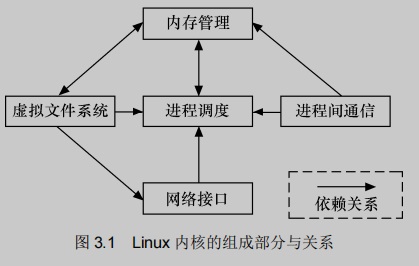 内存管理
虚拟文件系统
进程调度
进程间通信
网络接口
依赖关系
图 3.1 Linux 内核的组成部分与关系